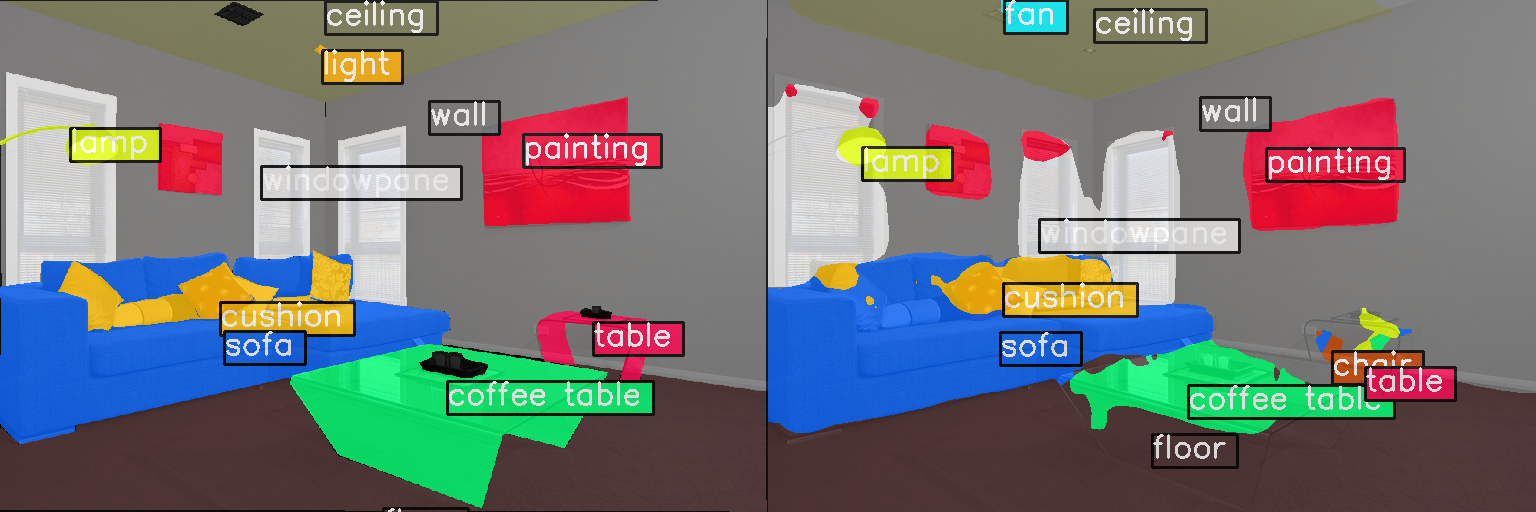 ceiling
light
lamp
wall
painting
windowpane
cushion
sofa
table
coffee table
fan
ceiling
wall
lamp
painting
windowpane
cushion
sofa
chair
table
coffee table
floor